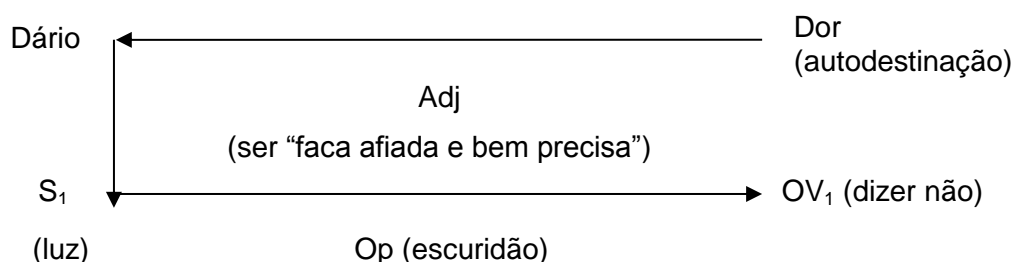 Dário
Dor
(autodestinação)
Adj
(ser “faca afiada e bem precisa”)
S₁
OV₁ (dizer não)
(luz)
Op (escuridão)